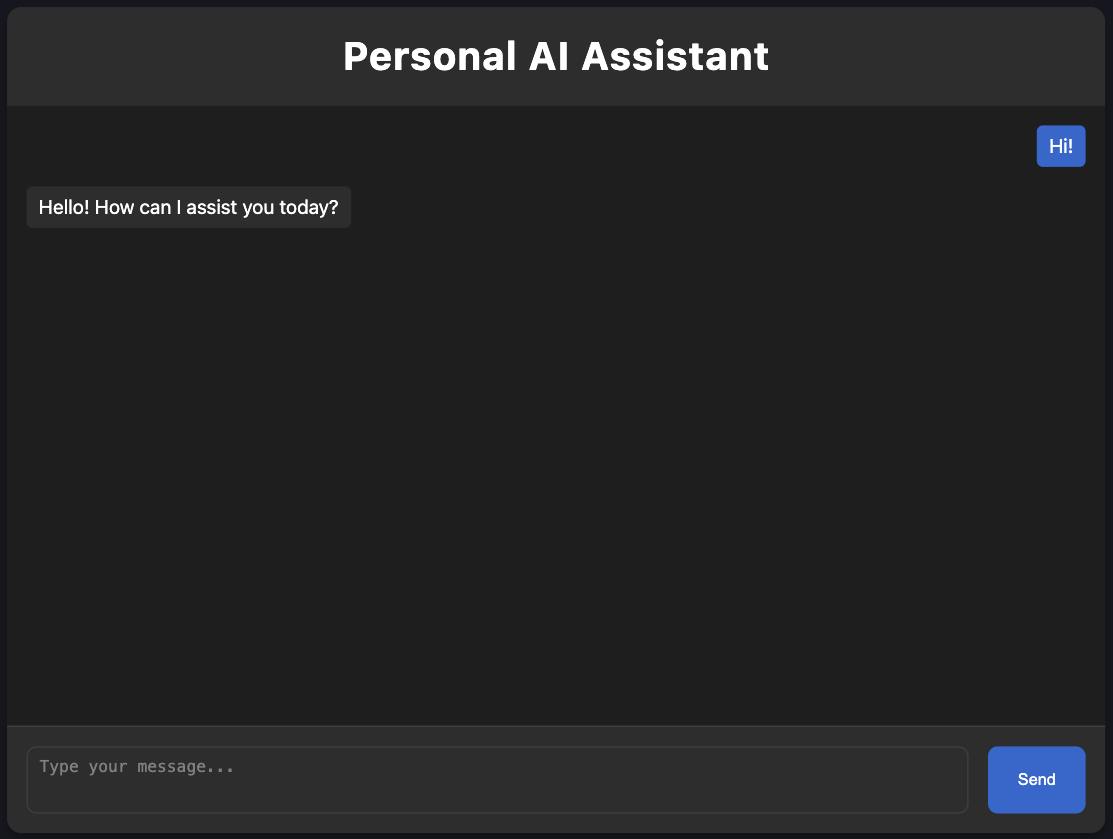 Personal AI Assistant
Hi!
Hello! How can I assist you today?
Type your message...
Send